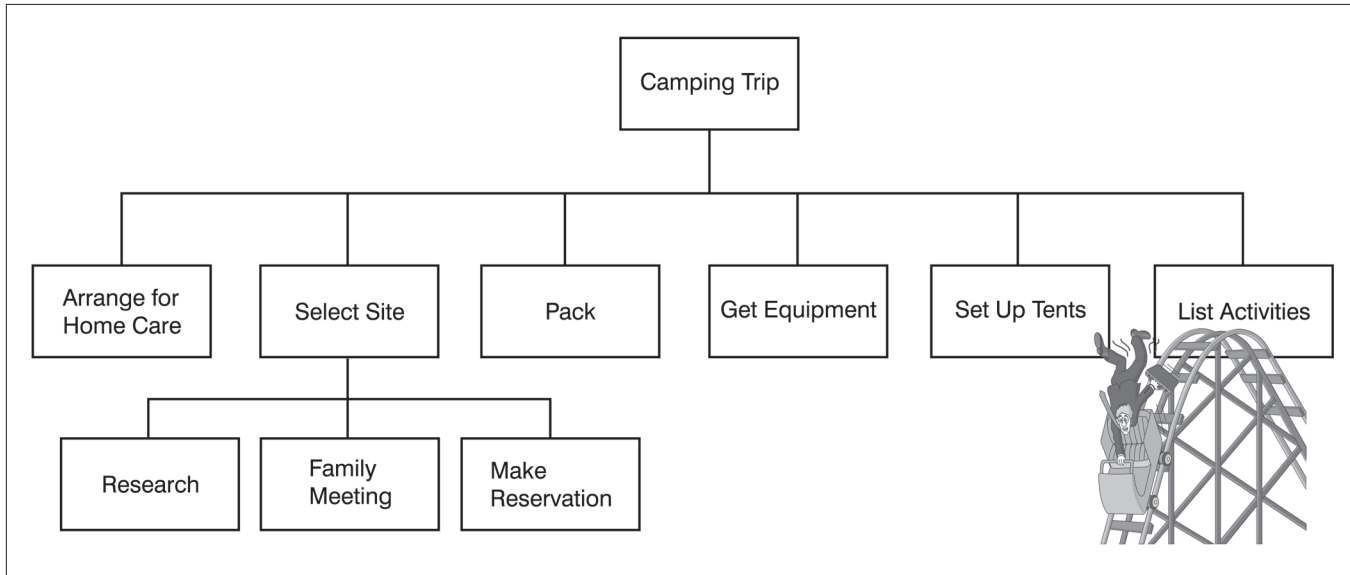 Camping Trip
Arrange for
Home Care
Select Site
Pack
Get Equipment
Set Up Tents
List Activities
Research
Family
Meeting
Make
Reservation